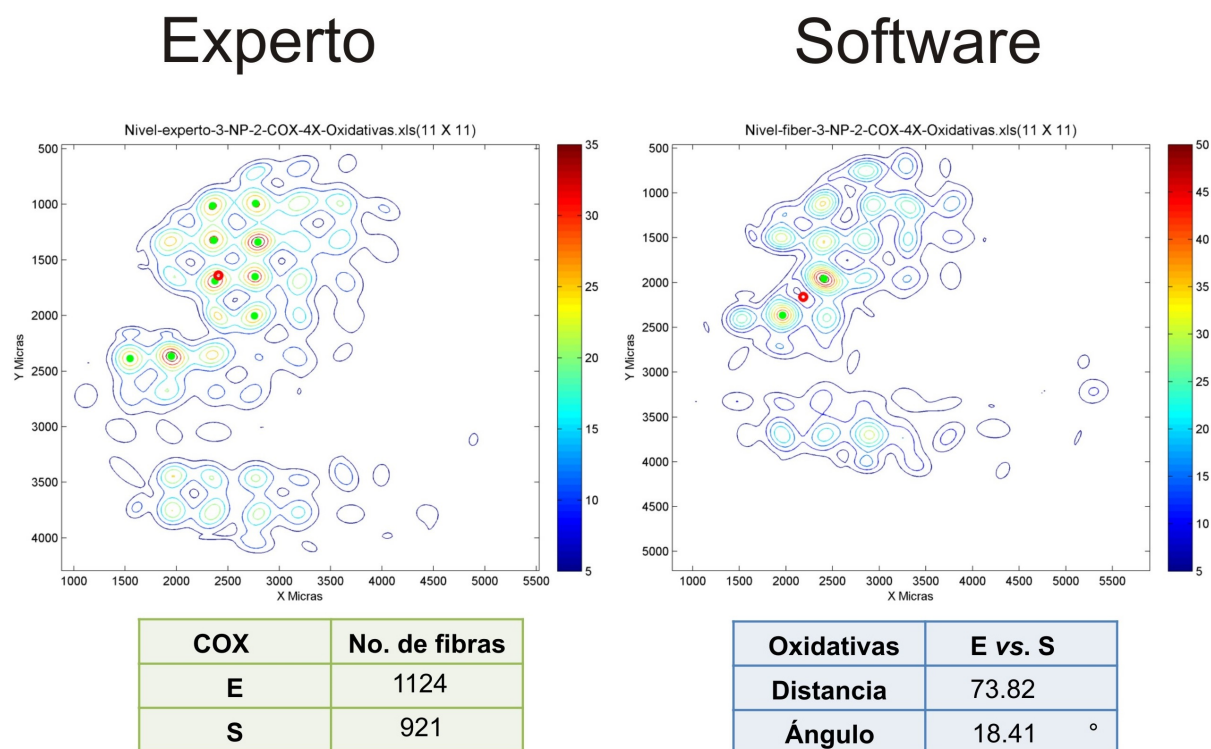 Experto
Nivel-experto-3-NP-2-COX-4X-Oxidativas.xls(11 X 11)
500
1000
1500
2000
2500
3000
3500
4000
Y Micras
1000 1500 2000 2500 3000 3500 4000 4500 5000 5500
X Micras
35
30
25
20
15
10
5
COX No. de fibras
E 1124
S 921
Software
Nivel-fiber-3-NP-2-COX-4X-Oxidativas.xls(11 X 11)
500
1000
1500
2000
2500
3000
3500
4000
4500
5000
Y Micras
1000 1500 2000 2500 3000 3500 4000 4500 5000 5500
X Micras
50
45
40
35
30
25
20
15
10
5
Oxidativas E vs. S
Distancia 73.82
Ángulo 18.41 °